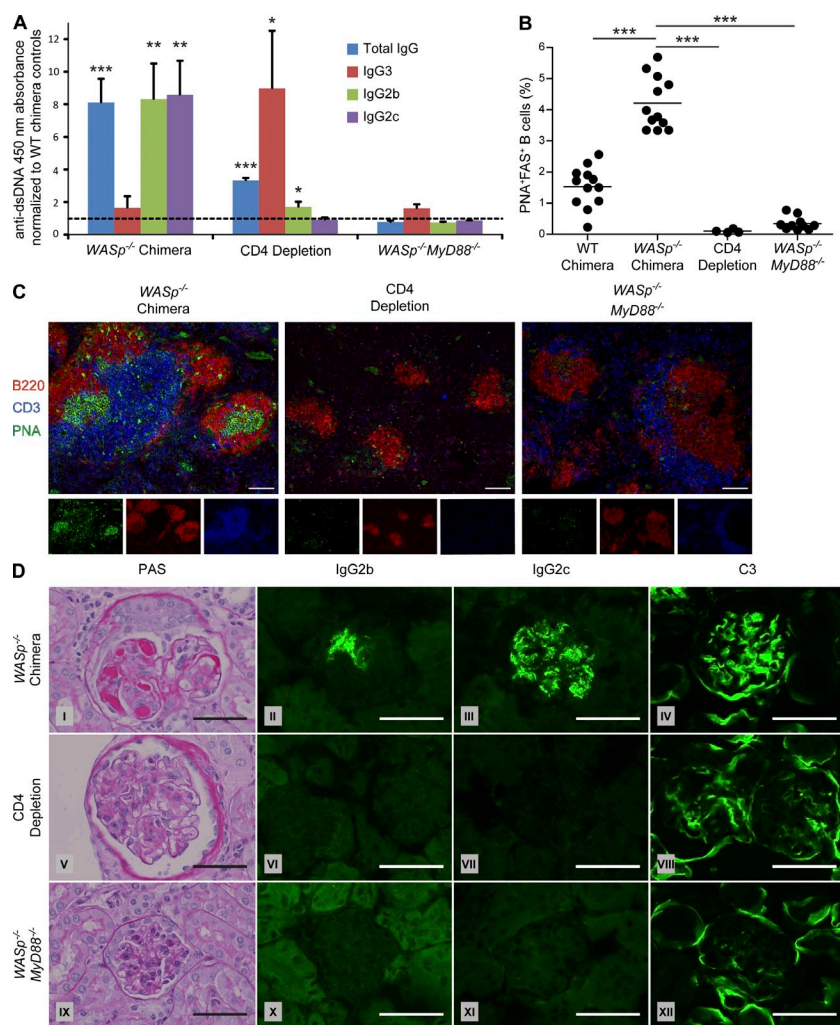 A
anti-dsDNA 450 nm absorbance
normalized to WT chimera controls
12
10
8
6
4
2
0
***
**
**
***
*
*
Total IgG
IgG3
IgG2b
IgG2c
WASp-/- Chimera
CD4 Depletion
WASp-/-MyD88-/-
B
***
***
***
PNA+FAS+ B cells (%)
6
5
4
3
2
1
0
WT
Chimera
WASp-/-
Chimera
CD4
Depletion
WASp-/-
MyD88-/-
C
WASp-/-
Chimera
CD4
Depletion
WASp-/-
MyD88-/-
B220
CD3
PNA
D
PAS
IgG2b
IgG2c
C3
WASp-/-
Chimera
I
II
III
IV
CD4
Depletion
V
VI
VII
VIII
WASp-/-
MyD88-/-
IX
X
XI
XII